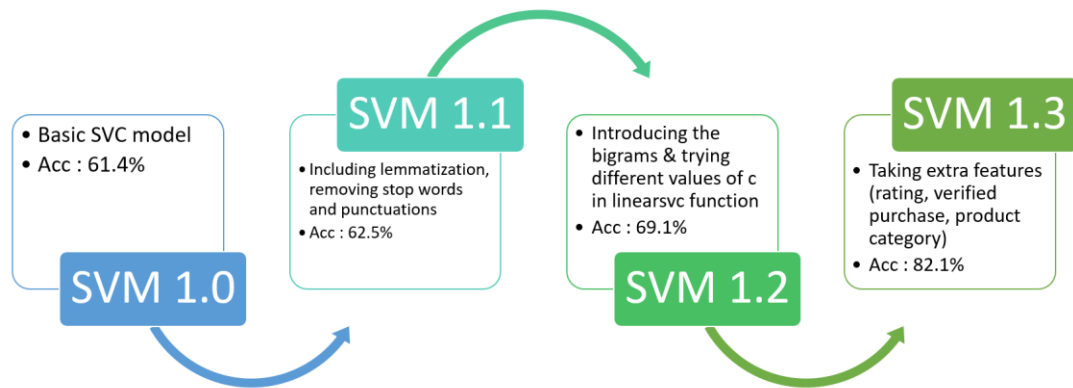 • Basic SVC model
• Acc : 61.4%
SVM 1.0
SVM 1.1
• Including lemmatization,
removing stop words
and punctuations
• Acc : 62.5%
• Introducing the
bigrams & trying
different values of c
in linearsvc function
• Acc : 69.1%
SVM 1.2
SVM 1.3
• Taking extra features
(rating, verified
purchase, product
category)
• Acc : 82.1%